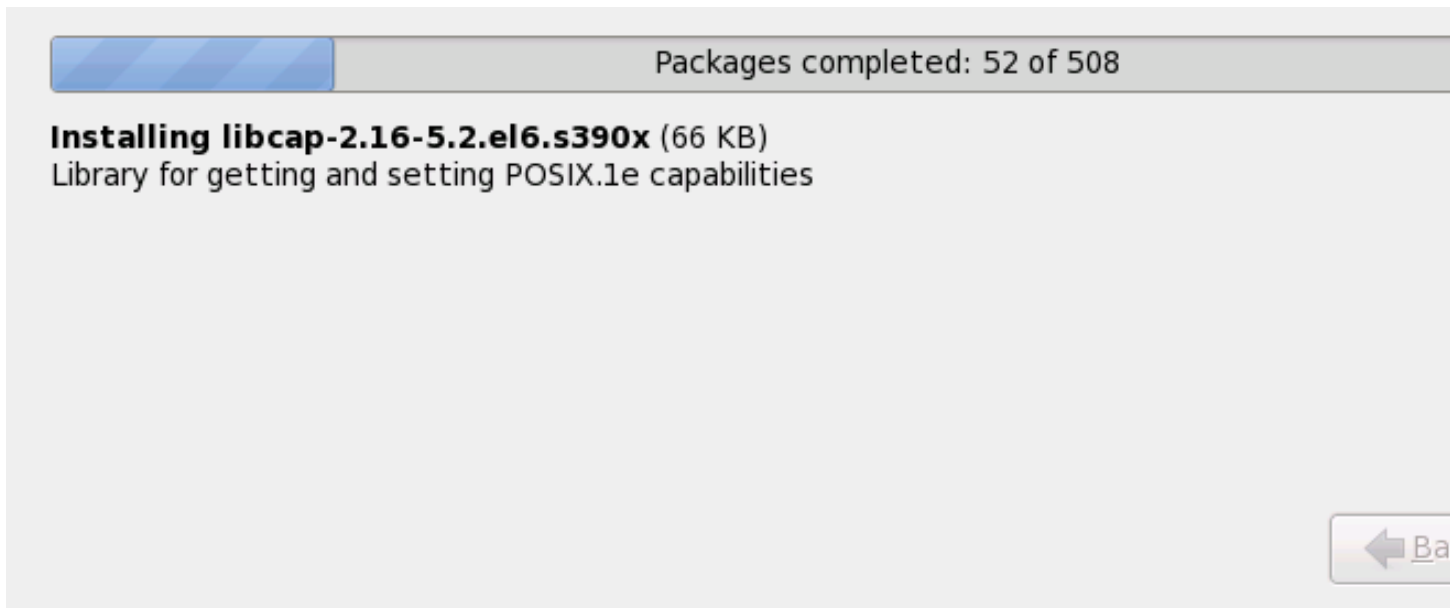 Packages completed: 52 of 508
Installing libcap-2.16-5.2.el6.s390x (66 KB)
Library for getting and setting POSIX.1e capabilities
Ba